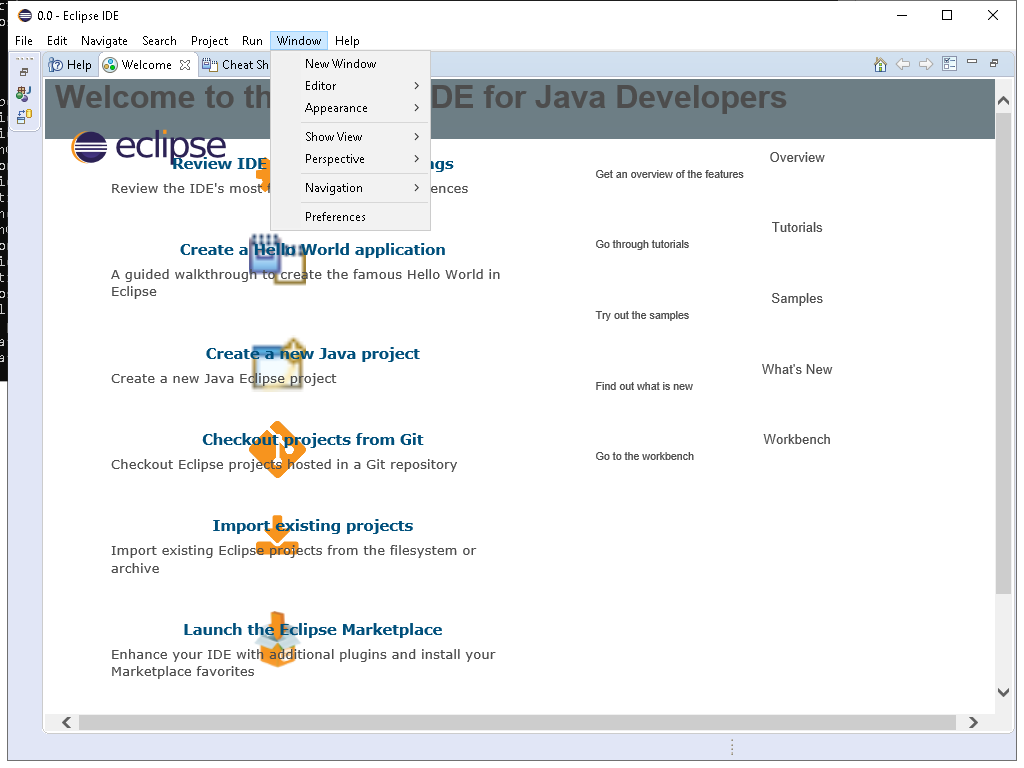 0.0 - Eclipse IDE
File Edit Navigate Search Project Run Window Help
Help Welcome Cheat Sh
New Window
Editor
Appearance
Show View
Perspective
Navigation
Preferences
Welcome to th DE for Java Developers
eclipse
Review IDE ngs
Review the IDE's most f ences
Create a Hello World application
A guided walkthrough to create the famous Hello World in
Eclipse
Create a new Java project
Create a new Java Eclipse project
Checkout projects from Git
Checkout Eclipse projects hosted in a Git repository
Import existing projects
Import existing Eclipse projects from the filesystem or
archive
Launch the Eclipse Marketplace
Enhance your IDE with additional plugins and install your
Marketplace favorites
Overview
Get an overview of the features
Tutorials
Go through tutorials
Samples
Try out the samples
What's New
Find out what is new
Workbench
Go to the workbench